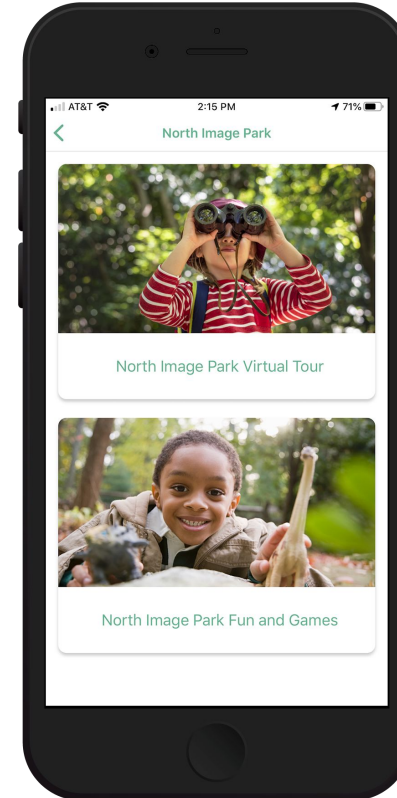 AT&T 2:15 PM 71%
North Image Park
North Image Park Virtual Tour
North Image Park Fun and Games